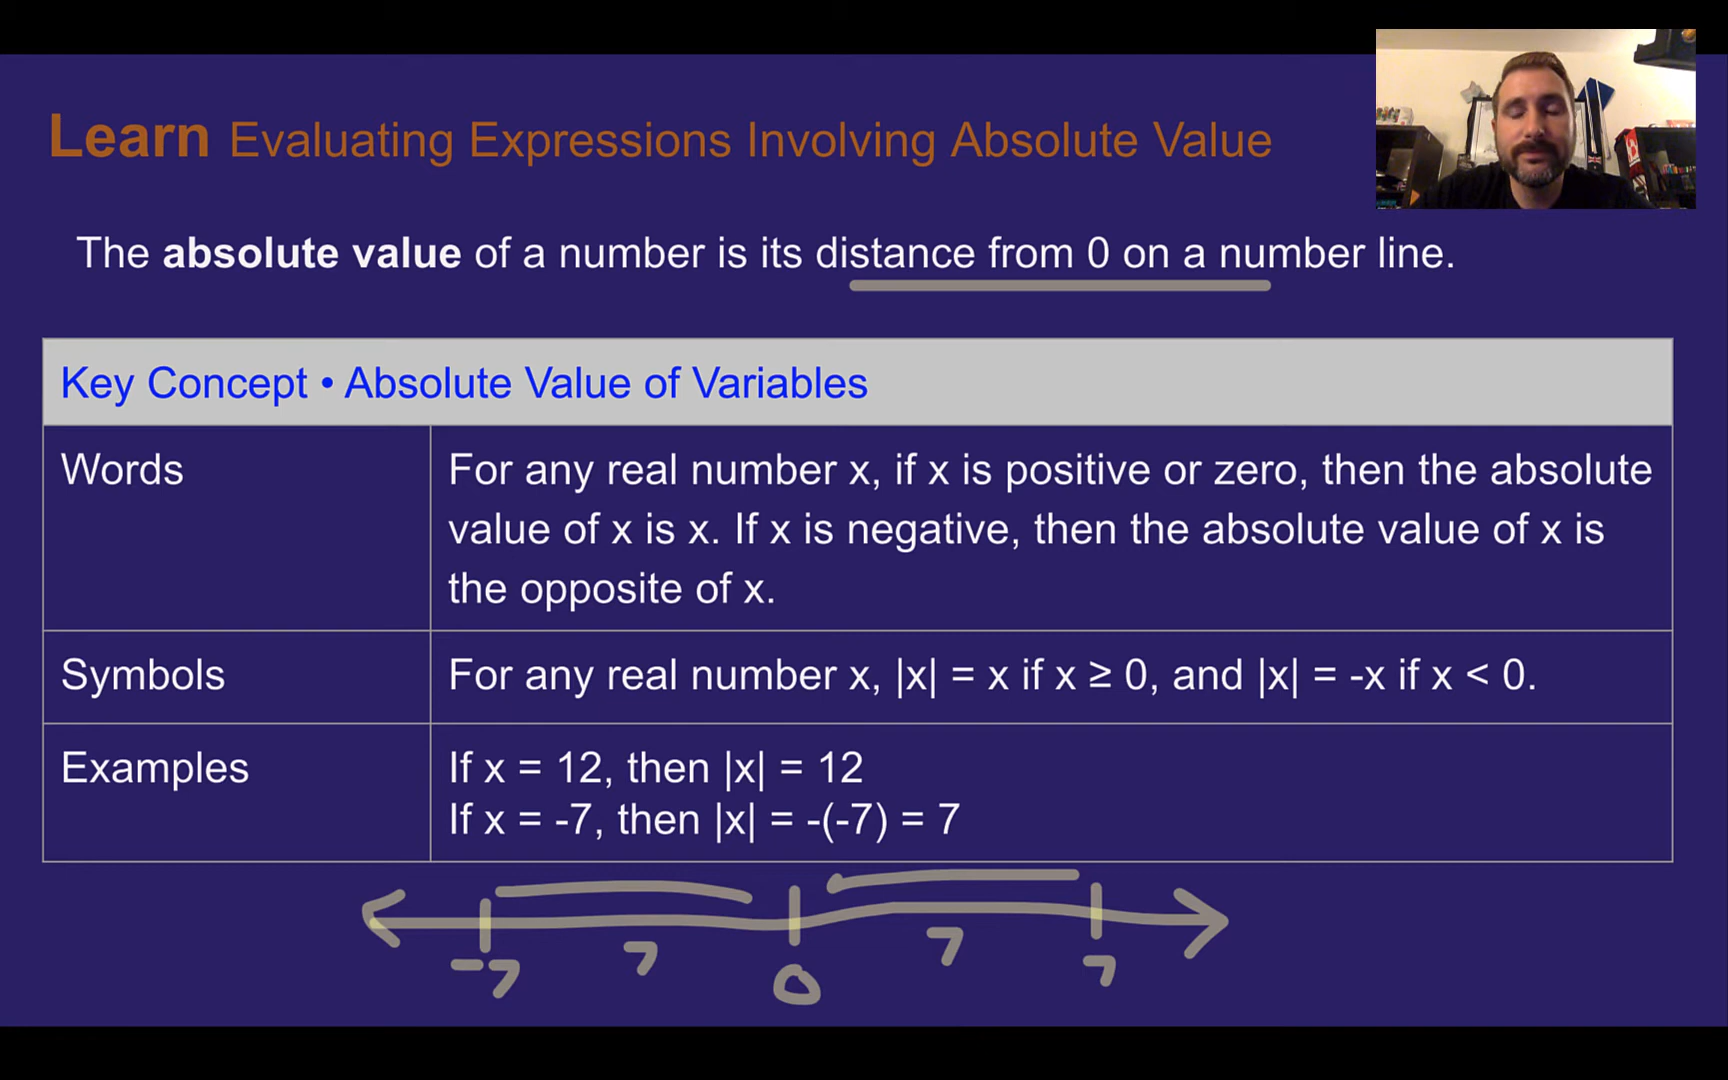 Learn Evaluating Expressions Involving Absolute Value
The absolute value of a number is its distance from 0 on a number line.
Key Concept • Absolute Value of Variables
Words
For any real number x, if x is positive or zero, then the absolute
value of x is x. If x is negative, then the absolute value of x is
the opposite of x.
Symbols
For any real number x, |x| = x if x ≥ 0, and |x| = -x if x < 0.
Examples
If x = 12, then |x| = 12
If x = -7, then |x| = -(-7) = 7
-7 7 0 7 7